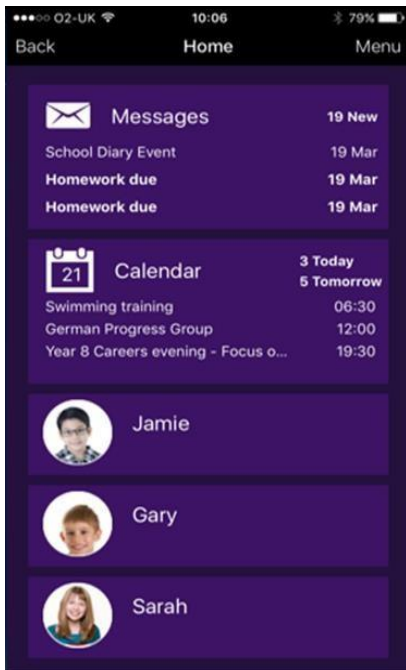 O2-UK 10:06 79%
Back Home Menu
Messages 19 New
School Diary Event 19 Mar
Homework due 19 Mar
Homework due 19 Mar
21 Calendar 3 Today
5 Tomorrow
Swimming training 06:30
German Progress Group 12:00
Year 8 Careers evening - Focus o... 19:30
Jamie
Gary
Sarah